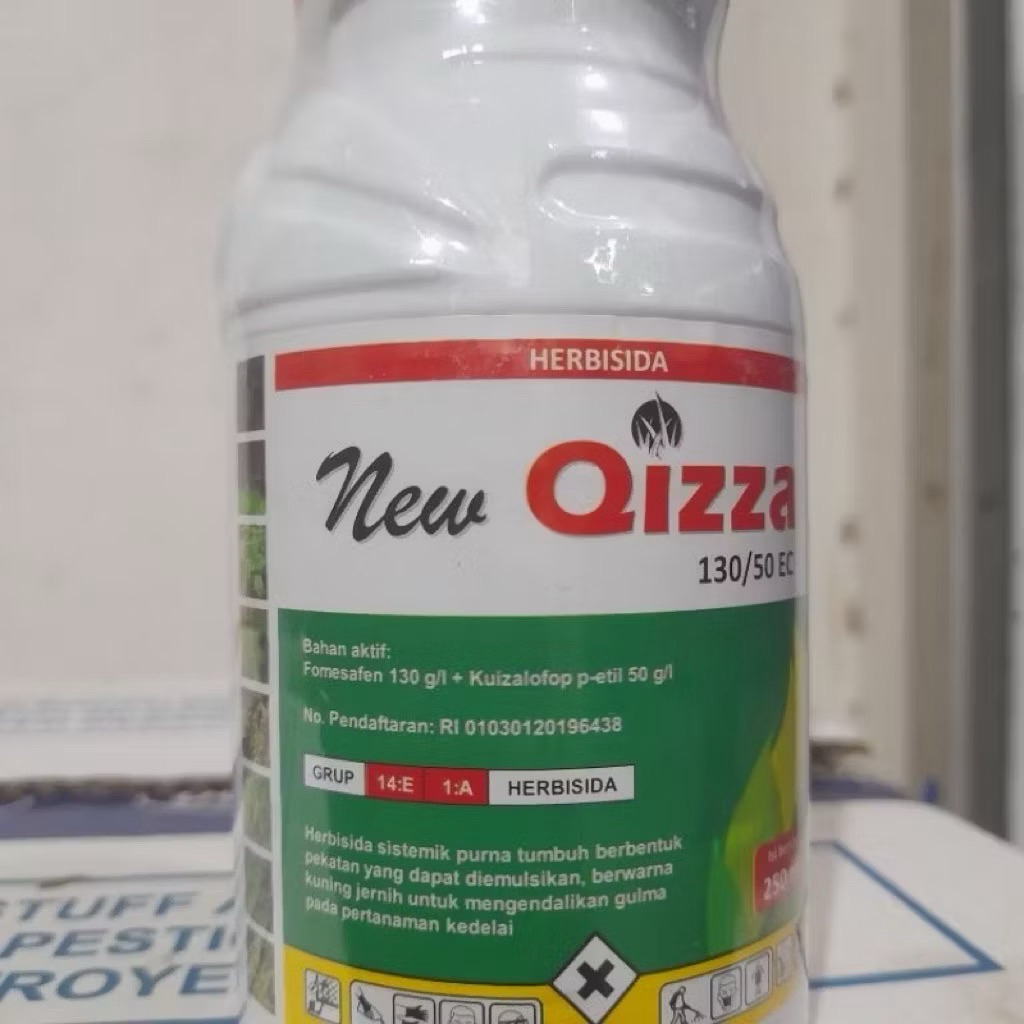 HERBISIDA
New Qizza
130/50 EC
Bahan aktif:
Fomesafen 130 g/l + Kuizalofop p-etil 50 g/l
No. Pendaftaran: RI 01030120196438
GRUP 14:E 1:A HERBISIDA
Herbisida sistemik purna tumbuh berbentuk
pekatan yang dapat diemulsikan, berwarna
kuning jernih untuk mengendalikan gulma
pada pertanaman kedelai
250
STUFF
PESTI
ROYE